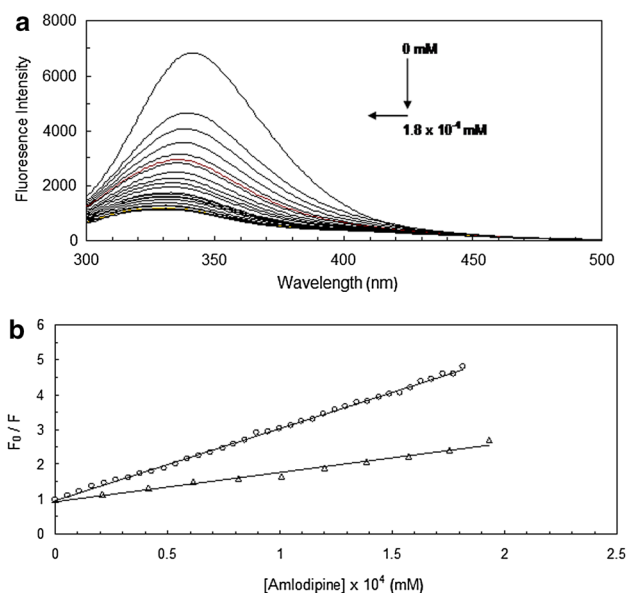 a
8000
6000
4000
2000
0
Fluoresence Intensity
0 mM
1.8 x 10⁻⁴ mM
300
350
400
450
500
Wavelength (nm)
b
6
5
4
3
2
1
0
F₀ / F
0
0.5
1
1.5
2
2.5
[Amlodipine] x 10⁴ (mM)